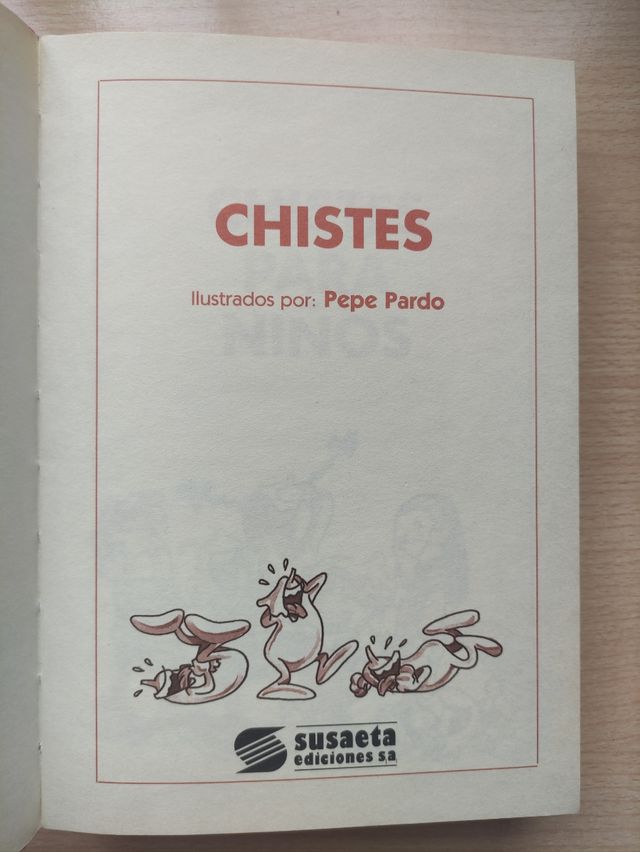 CHISTES
Ilustrados por: Pepe Pardo
susaeta
ediciones s,a